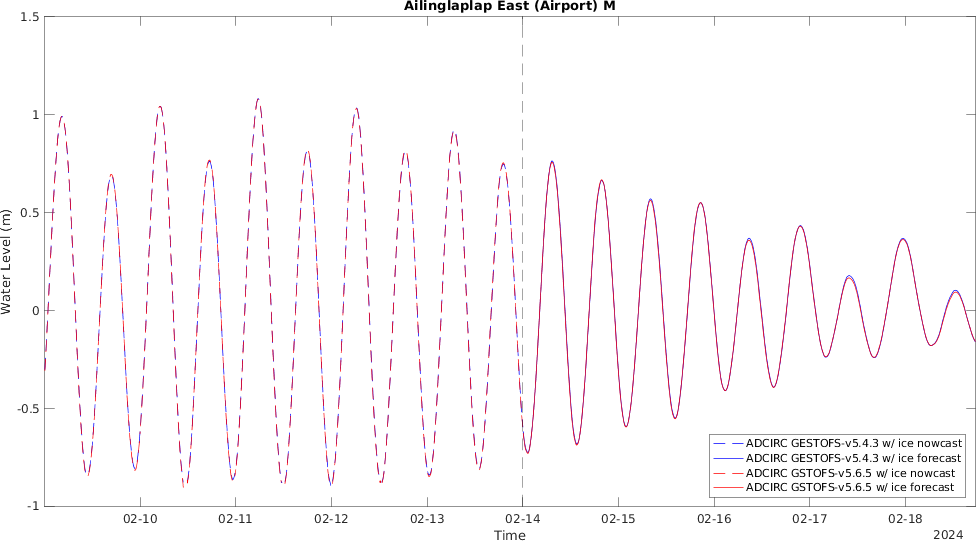 Ailinglaplap East (Airport) M
1.5
1
0.5
0
-0.5
-1
Water Level (m)
02-10 02-11 02-12 02-13 02-14 02-15 02-16 02-17 02-18
Time
2024
ADCIRC GESTOFS-v5.4.3 w/ ice nowcast
ADCIRC GESTOFS-v5.4.3 w/ ice forecast
ADCIRC GSTOFS-v5.6.5 w/ ice nowcast
ADCIRC GSTOFS-v5.6.5 w/ ice forecast